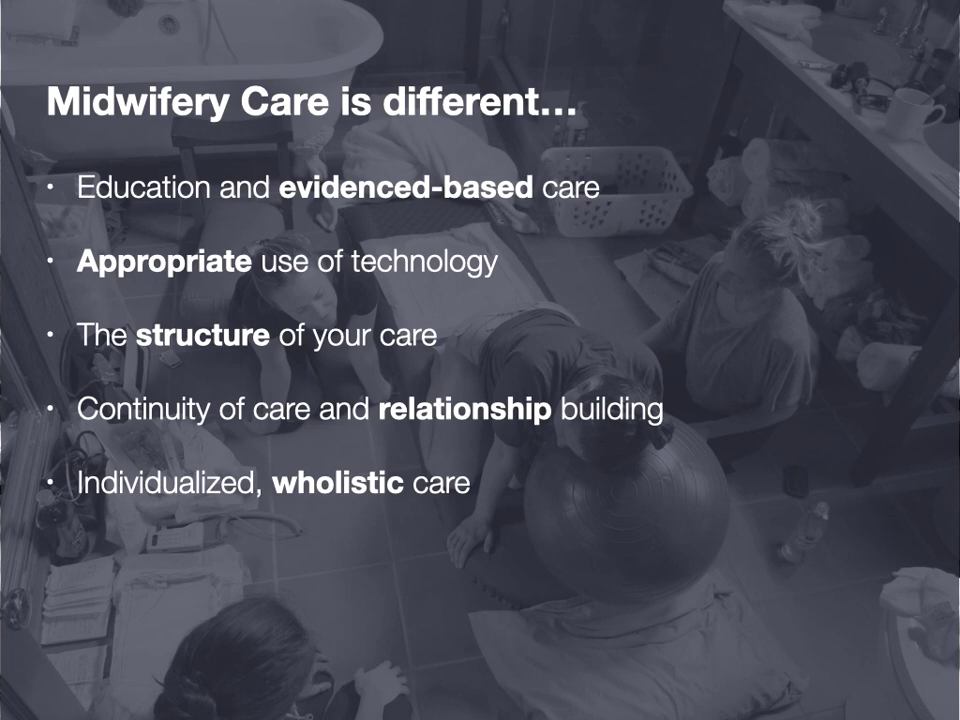 Midwifery Care is different…
• Education and evidenced-based care
• Appropriate use of technology
• The structure of your care
• Continuity of care and relationship building
• Individualized, wholistic care